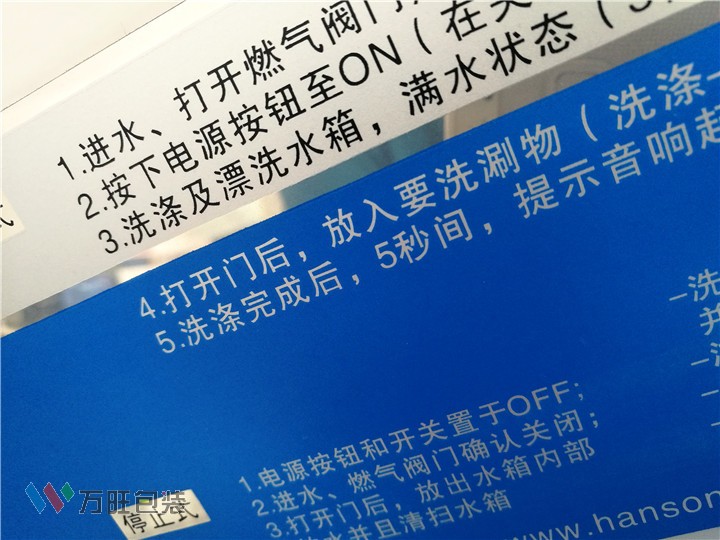 1.进水、打开燃气阀门
2.按下电源按钮至ON（在关
3.洗涤及漂洗水箱，满水状态（
式
4.打开门后，放入要洗涮物（洗涤
5.洗涤完成后，5秒间，提示音响起
-洗
并
1.电源按钮和开关置于OFF;
2.进水、燃气阀门确认关闭；
3.打开门后，放出水箱内部
水并且清扫水箱
停止式
www.hanson
万旺包装